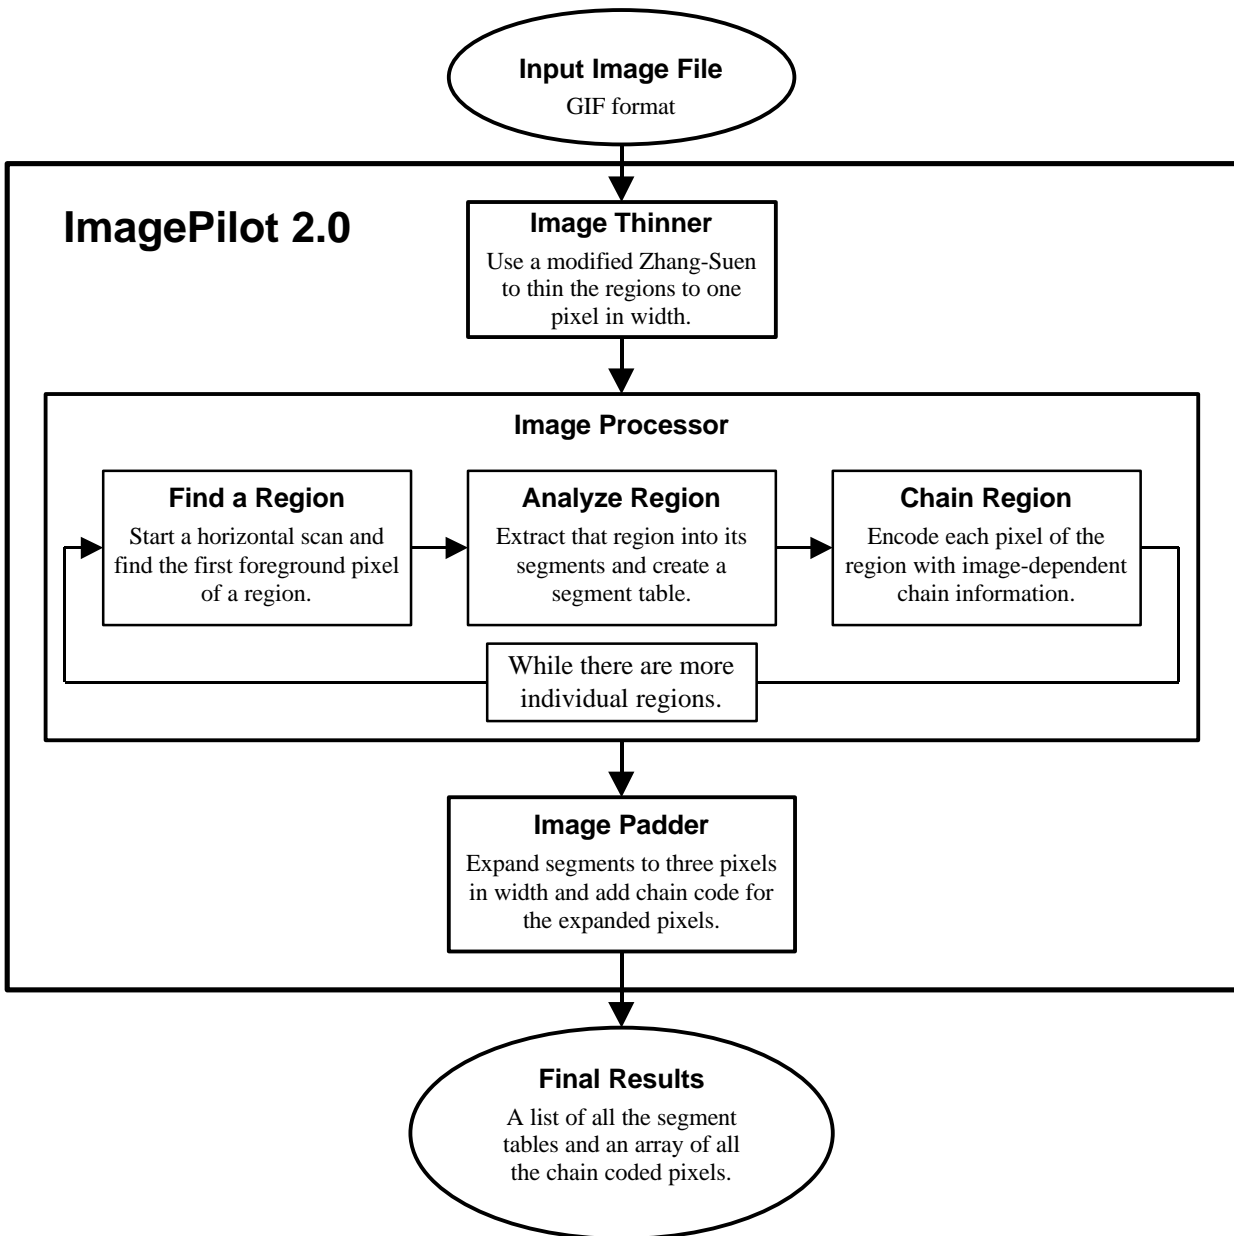 Input Image File
GIF format
ImagePilot 2.0
Image Thinner
Use a modified Zhang-Suen
to thin the regions to one
pixel in width.
Image Processor
Find a Region
Start a horizontal scan and
find the first foreground pixel
of a region.
Analyze Region
Extract that region into its
segments and create a
segment table.
Chain Region
Encode each pixel of the
region with image-dependent
chain information.
While there are more
individual regions.
Image Padder
Expand segments to three pixels
in width and add chain code for
the expanded pixels.
Final Results
A list of all the segment
tables and an array of all
the chain coded pixels.